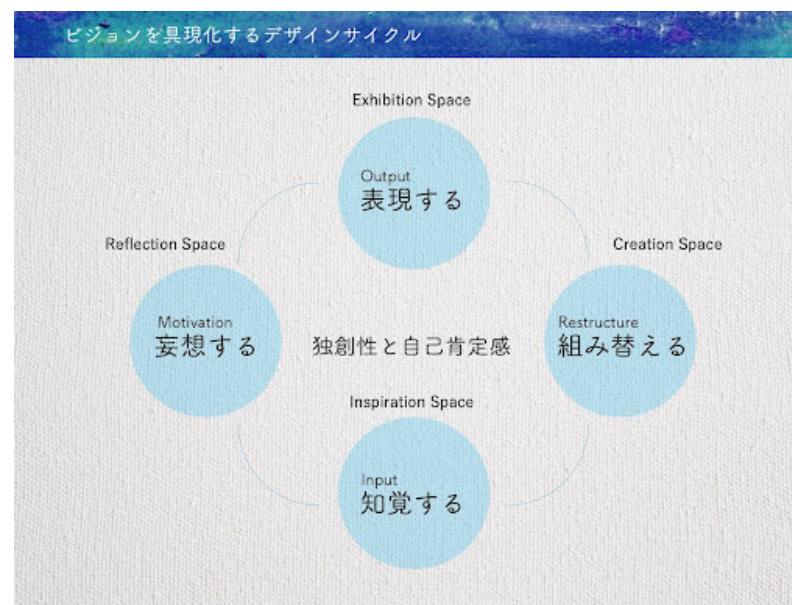 ビジョンを具現化するデザインサイクル
Exhibition Space
Output
表現する
Reflection Space
Creation Space
Motivation
妄想する
独創性と自己肯定感
Restructure
組み替える
Inspiration Space
Input
知覚する